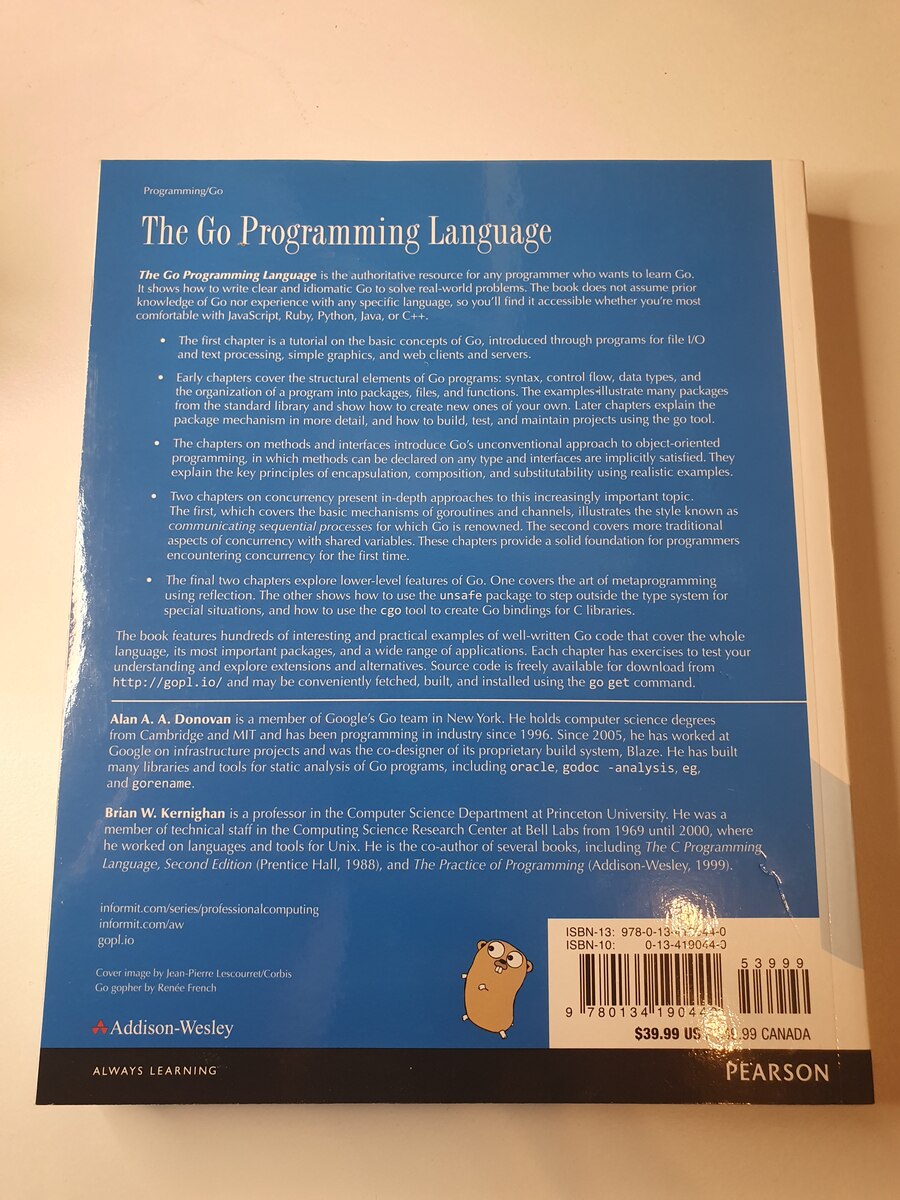 Programming/Go
The Go Programming Language
The Go Programming Language is the authoritative resource for any programmer who wants to learn Go.
It shows how to write clear and idiomatic Go to solve real-world problems. The book does not assume prior
knowledge of Go nor experience with any specific language, so you'll find it accessible whether you're most
comfortable with JavaScript, Ruby, Python, Java, or C++.
• The first chapter is a tutorial on the basic concepts of Go, introduced through programs for file I/O
and text processing, simple graphics, and web clients and servers.
• Early chapters cover the structural elements of Go programs: syntax, control flow, data types, and
the organization of a program into packages, files, and functions. The examples illustrate many packages
from the standard library and show how to create new ones of your own. Later chapters explain the
package mechanism in more detail, and how to build, test, and maintain projects using the go tool.
• The chapters on methods and interfaces introduce Go's unconventional approach to object-oriented
programming, in which methods can be declared on any type and interfaces are implicitly satisfied. They
explain the key principles of encapsulation, composition, and substitutability using realistic examples.
• Two chapters on concurrency present in-depth approaches to this increasingly important topic.
The first, which covers the basic mechanisms of goroutines and channels, illustrates the style known as
communicating sequential processes for which Go is renowned. The second covers more traditional
aspects of concurrency with shared variables. These chapters provide a solid foundation for programmers
encountering concurrency for the first time.
• The final two chapters explore lower-level features of Go. One covers the art of metaprogramming
using reflection. The other shows how to use the unsafe package to step outside the type system for
special situations, and how to use the cgo tool to create Go bindings for C libraries.
The book features hundreds of interesting and practical examples of well-written Go code that cover the whole
language, its most important packages, and a wide range of applications. Each chapter has exercises to test your
understanding and explore extensions and alternatives. Source code is freely available for download from
http://gopl.io/ and may be conveniently fetched, built, and installed using the go get command.
Alan A. A. Donovan is a member of Google's Go team in New York. He holds computer science degrees
from Cambridge and MIT and has been programming in industry since 1996. Since 2005, he has worked at
Google on infrastructure projects and was the co-designer of its proprietary build system, Blaze. He has built
many libraries and tools for static analysis of Go programs, including oracle, godoc -analysis, eg,
and gorename.
Brian W. Kernighan is a professor in the Computer Science Department at Princeton University. He was a
member of technical staff in the Computing Science Research Center at Bell Labs from 1969 until 2000, where
he worked on languages and tools for Unix. He is the co-author of several books, including The C Programming
Language, Second Edition (Prentice Hall, 1988), and The Practice of Programming (Addison-Wesley, 1999).
informit.com/series/professionalcomputing
informit.com/aw
gopl.io
Cover image by Jean-Pierre Lescourret/Corbis
Go gopher by Renée French
Addison-Wesley
ISBN-13:
ISBN-10: 0-13-419044-0
5 3 9 9 9
$39.99 US
CANADA
ALWAYS LEARNING
PEARSON